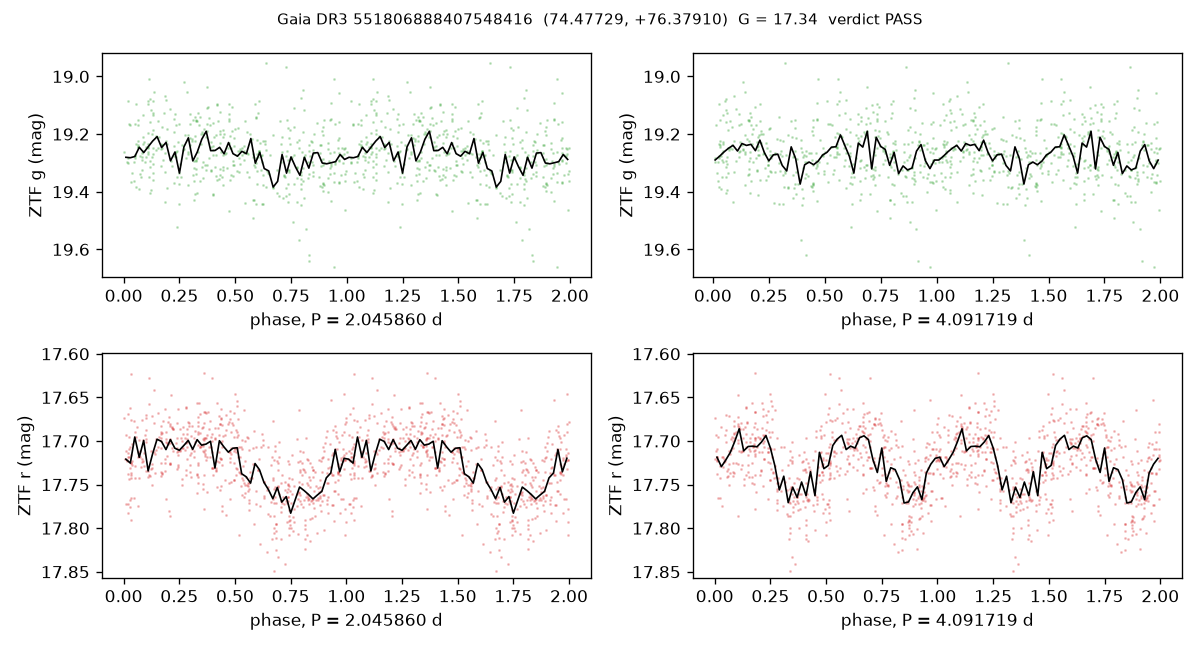 Gaia DR3 551806888407548416 (74.47729, +76.37910) G = 17.34 verdict PASS
ZTF g (mag)
19.0
19.2
19.4
19.6
0.00 0.25 0.50 0.75 1.00 1.25 1.50 1.75 2.00
phase, P = 2.045860 d
ZTF g (mag)
19.0
19.2
19.4
19.6
0.00 0.25 0.50 0.75 1.00 1.25 1.50 1.75 2.00
phase, P = 4.091719 d
ZTF r (mag)
17.60
17.65
17.70
17.75
17.80
17.85
0.00 0.25 0.50 0.75 1.00 1.25 1.50 1.75 2.00
phase, P = 2.045860 d
ZTF r (mag)
17.60
17.65
17.70
17.75
17.80
17.85
0.00 0.25 0.50 0.75 1.00 1.25 1.50 1.75 2.00
phase, P = 4.091719 d